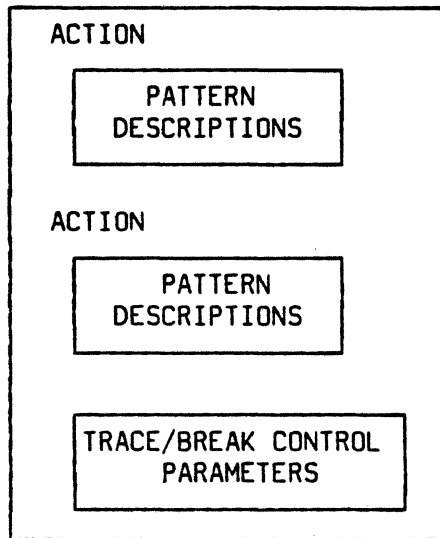 ACTION
PATTERN
DESCRIPTIONS
ACTION
PATTERN
DESCRIPTIONS
TRACE/BREAK CONTROL
PARAMETERS